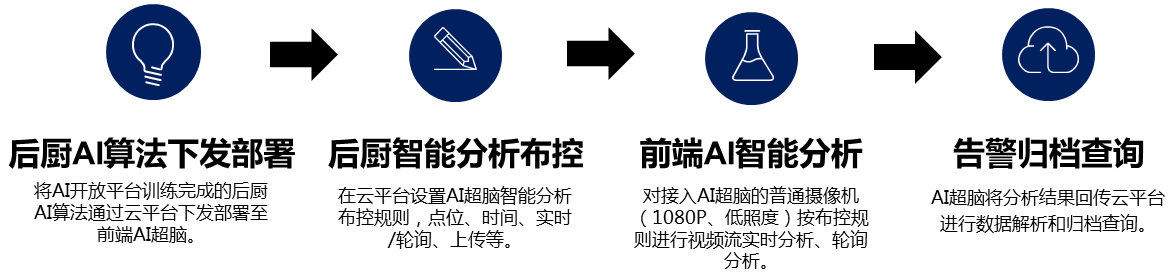 后厨AI算法下发部署
将AI开放平台训练完成的后厨
AI算法通过云平台下发部署至
前端AI超脑。
后厨智能分析布控
在云平台设置AI超脑智能分析
布控规则，点位、时间、实时
/轮询、上传等。
前端AI智能分析
对接入AI超脑的普通摄像机
（1080P、低照度）按布控规
则进行视频流实时分析、轮询
分析。
告警归档查询
AI超脑将分析结果回传云平台
进行数据解析和归档查询。